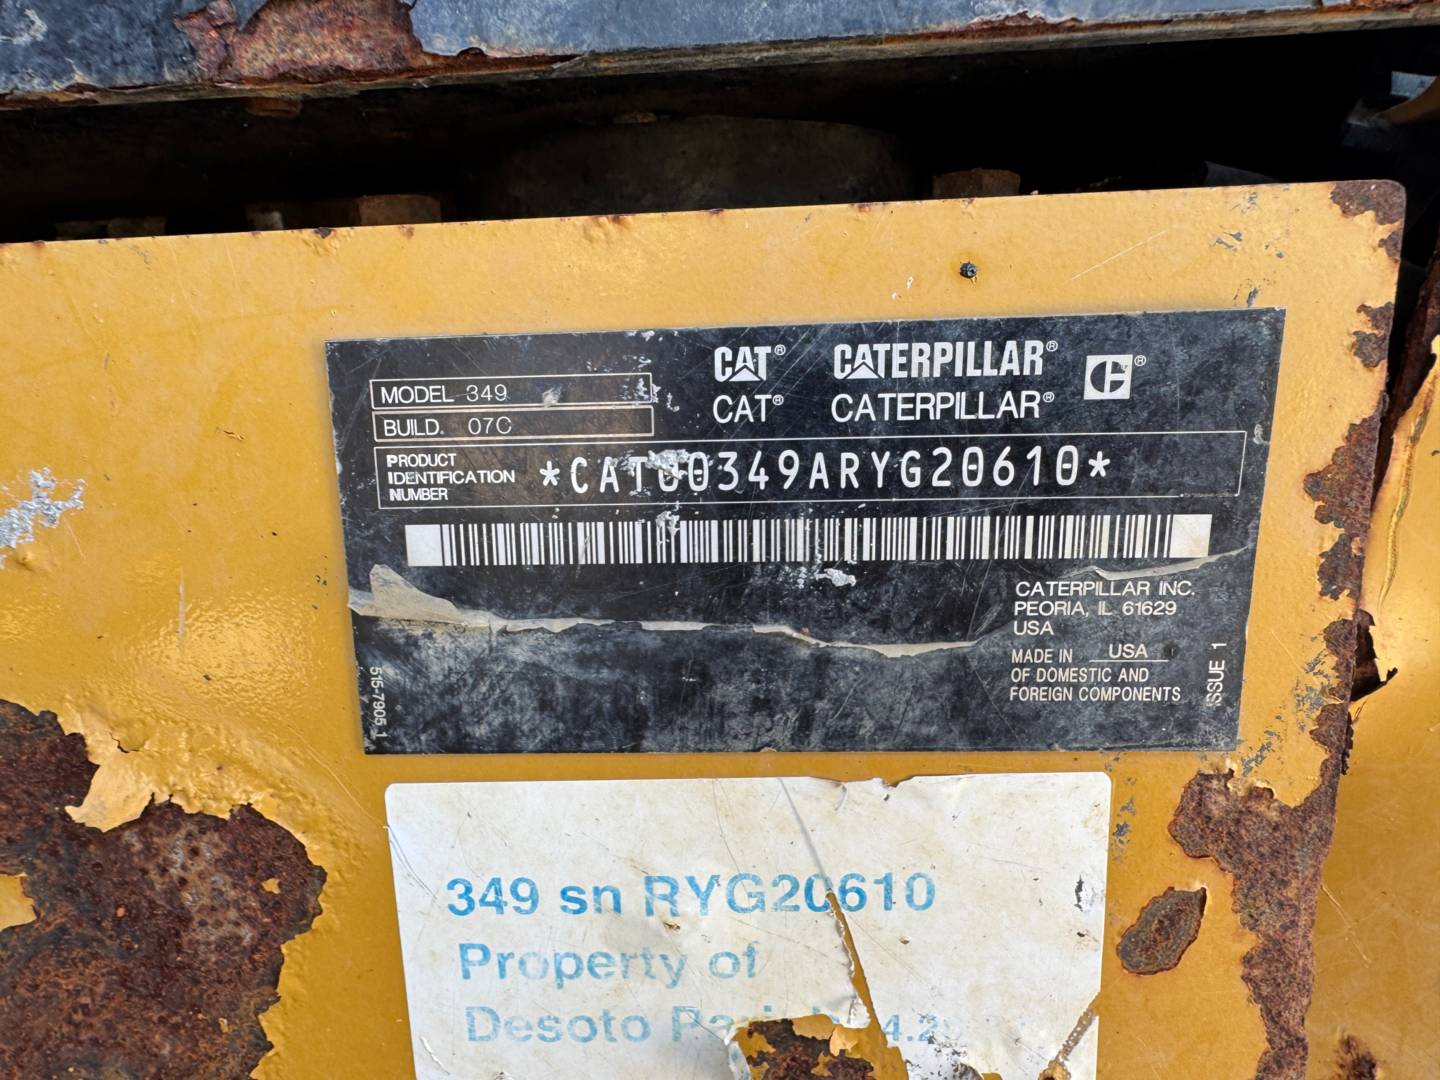 CAT® CATERPILLAR® C®
CAT® CATERPILLAR®
MODEL 349
BUILD. 07C
PRODUCT
IDENTIFICATION
NUMBER
*CAT00349ARYG20610*
CATERPILLAR INC.
PEORIA, IL 61629
USA
MADE IN USA
OF DOMESTIC AND
FOREIGN COMPONENTS
ISSUE 1
515-7905 1
349 sn RYG20610
Property of
Desoto